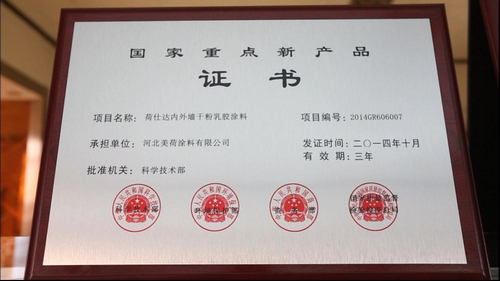 国家重点新产品
证书
项目名称：荷仕达内外墙干粉乳胶涂料
项目编号：2014GR606007
承担单位：河北美荷涂料有限公司
发证时间：二〇一四年十月
批准机关：科学技术部
有效期：三年